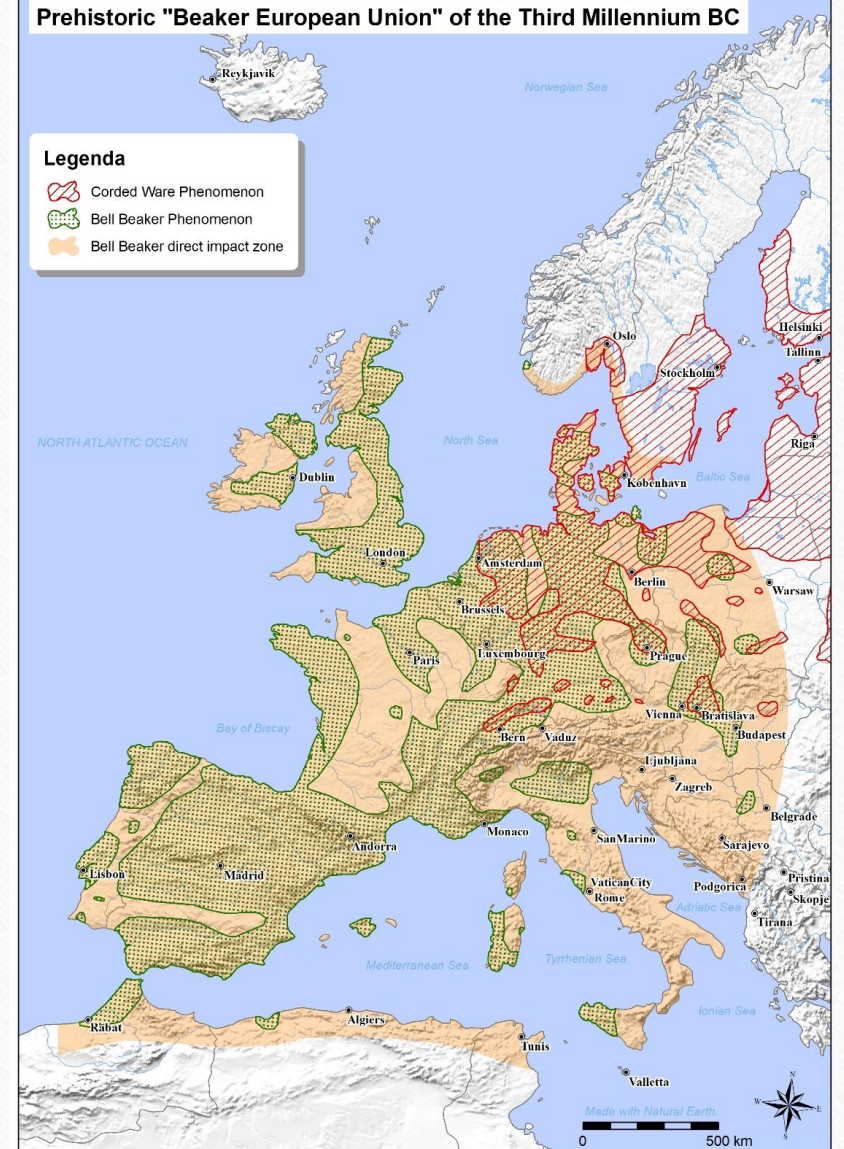 Prehistoric "Beaker European Union" of the Third Millennium BC
Reykjavik
Norwegian Sea
Legenda
Corded Ware Phenomenon
Bell Beaker Phenomenon
Bell Beaker direct impact zone
Helsinki
Oslo
Tallinn
Stockholm
NORTH ATLANTIC OCEAN
North Sea
Riga
Baltic Sea
Dublin
København
London
Amsterdam
Berlin
Warsaw
Brussels
Luxembourg
Prague
Paris
Vienna
Bratislava
Bay of Biscay
Bern
Vaduz
Budapest
Ljubljana
Zagreb
Belgrade
Monaco
SanMarino
Andorra
Sarajevo
Lisbon
Madrid
VaticanCity
Rome
Podgorica
Pristina
Skopje
Adriatic Sea
Tirana
Mediterranean Sea
Tyrrhenian Sea
Ionian Sea
Rabat
Algiers
Tunis
Valletta
N
W
E
S
Made with Natural Earth.
0
500 km